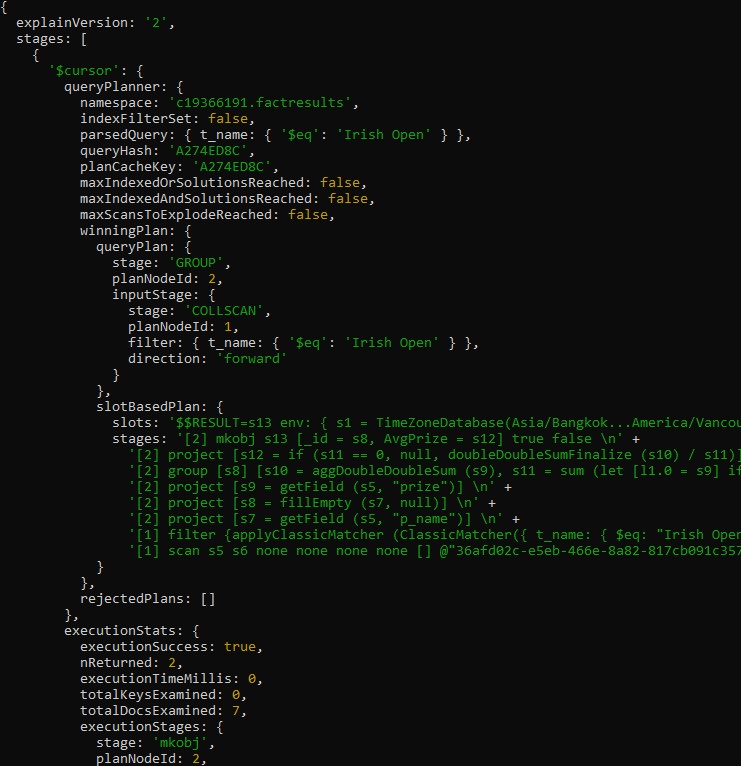 {
  explainVersion: '2',
  stages: [
    {
      '$cursor': {
        queryPlanner: {
          namespace: 'c19366191.factresults',
          indexFilterSet: false,
          parsedQuery: { t_name: { '$eq': 'Irish Open' } },
          queryHash: 'A274ED8C',
          planCacheKey: 'A274ED8C',
          maxIndexedOrSolutionsReached: false,
          maxIndexedAndSolutionsReached: false,
          maxScansToExplodeReached: false,
          winningPlan: {
            queryPlan: {
              stage: 'GROUP',
              planNodeId: 2,
              inputStage: {
                stage: 'COLLSCAN',
                planNodeId: 1,
                filter: { t_name: { '$eq': 'Irish Open' } },
                direction: 'forward'
              }
            },
            slotBasedPlan: {
              slots: '$$RESULT=s13 env: { s1 = TimeZoneDatabase(Asia/Bangkok...America/Vancou
              stages: '[2] mkobj s13 [_id = s8, AvgPrize = s12] true false \n' +
                '[2] project [s12 = if (s11 == 0, null, doubleDoubleSumFinalize (s10) / s11)]
                '[2] group [s8] [s10 = aggDoubleDoubleSum (s9), s11 = sum (let [l1.0 = s9] if
                '[2] project [s9 = getField (s5, "prize")] \n' +
                '[2] project [s8 = fillEmpty (s7, null)] \n' +
                '[2] project [s7 = getField (s5, "p_name")] \n' +
                '[1] filter {applyClassicMatcher (ClassicMatcher({ t_name: { $eq: "Irish Open
                '[1] scan s5 s6 none none none none [] @"36afd02c-e5eb-466e-8a82-817cb091c357
            }
          },
          rejectedPlans: []
        },
        executionStats: {
          executionSuccess: true,
          nReturned: 2,
          executionTimeMillis: 0,
          totalKeysExamined: 0,
          totalDocsExamined: 7,
          executionStages: {
            stage: 'mkobj',
            planNodeId: 2,